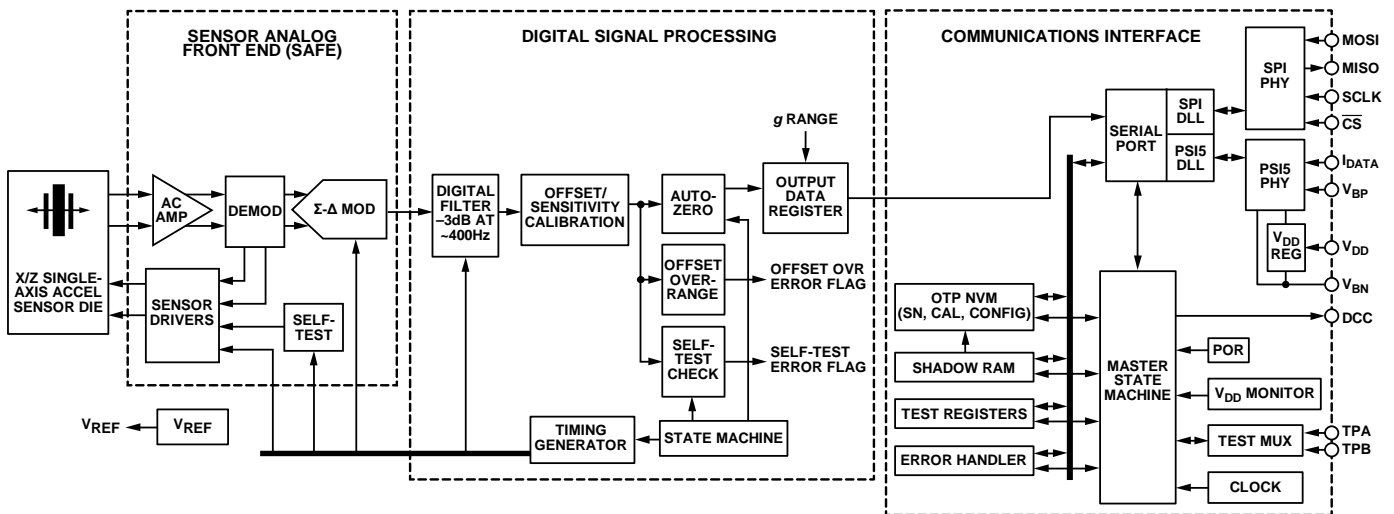 SENSOR ANALOG
FRONT END (SAFE)
X/Z SINGLE-
AXIS ACCEL
SENSOR DIE
AC
AMP
DEMOD
Σ-Δ MOD
SENSOR
DRIVERS
SELF-
TEST
VREF
VREF
DIGITAL SIGNAL PROCESSING
DIGITAL
FILTER
–3dB AT
~400Hz
OFFSET/
SENSITIVITY
CALIBRATION
AUTO-
ZERO
g RANGE
OUTPUT
DATA
REGISTER
OFFSET
OVER-
RANGE
OFFSET OVR
ERROR FLAG
SELF-
TEST
CHECK
SELF-TEST
ERROR FLAG
TIMING
GENERATOR
STATE MACHINE
COMMUNICATIONS INTERFACE
SERIAL
PORT
SPI
DLL
PSI5
DLL
SPI
PHY
PSI5
PHY
VDD
REG
OTP NVM
(SN, CAL, CONFIG)
SHADOW RAM
TEST REGISTERS
ERROR HANDLER
MASTER
STATE
MACHINE
POR
VDD MONITOR
TEST MUX
CLOCK
MOSI
MISO
SCLK
CS
IDATA
VBP
VDD
VBN
DCC
TPA
TPB